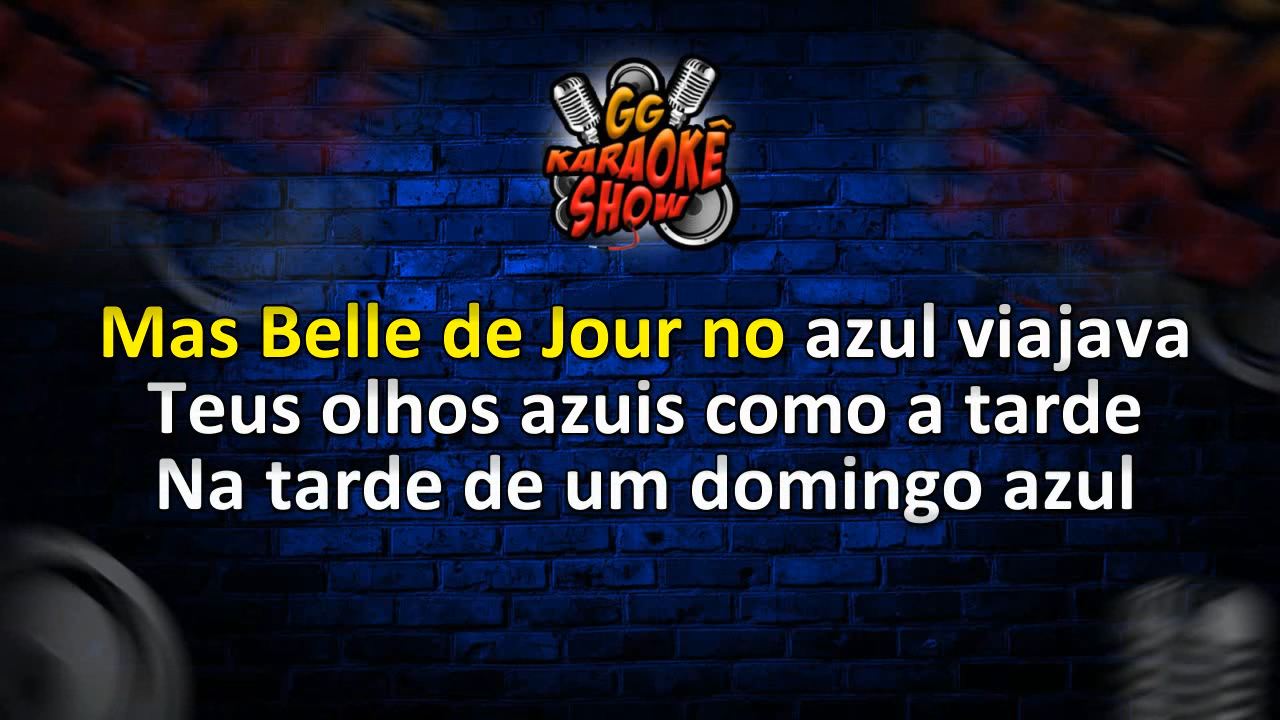 GG
KARAOKÊ
SHOW
Mas Belle de Jour no azul viajava
Teus olhos azuis como a tarde
Na tarde de um domingo azul